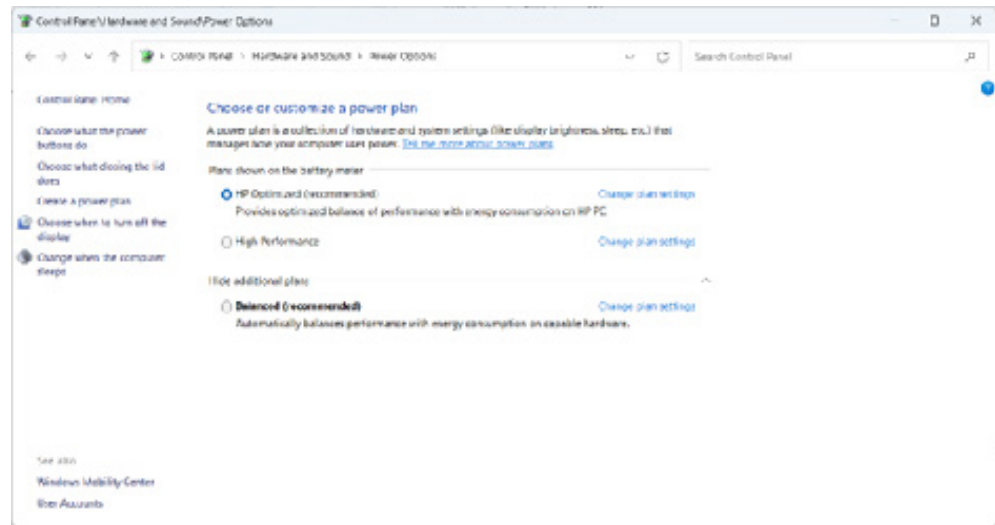 Control Panel\Hardware and Sound\Power Options
Control Panel > Hardware and Sound > Power Options
Search Control Panel
Control Panel Home
Choose what the power
buttons do
Choose what closing the lid
does
Create a power plan
Choose when to turn off the
display
Change when the computer
sleeps
Choose or customize a power plan
A power plan is a collection of hardware and system settings (like display brightness, sleep, etc.) that
manages how your computer uses power. Tell me more about power plans
Plans shown on the battery meter
HP Optimized (recommended)
Change plan settings
Provides optimized balance of performance with energy consumption on HP PC
High Performance
Change plan settings
Hide additional plans
Balanced (recommended)
Change plan settings
Automatically balances performance with energy consumption on capable hardware.
See also
Windows Mobility Center
User Accounts